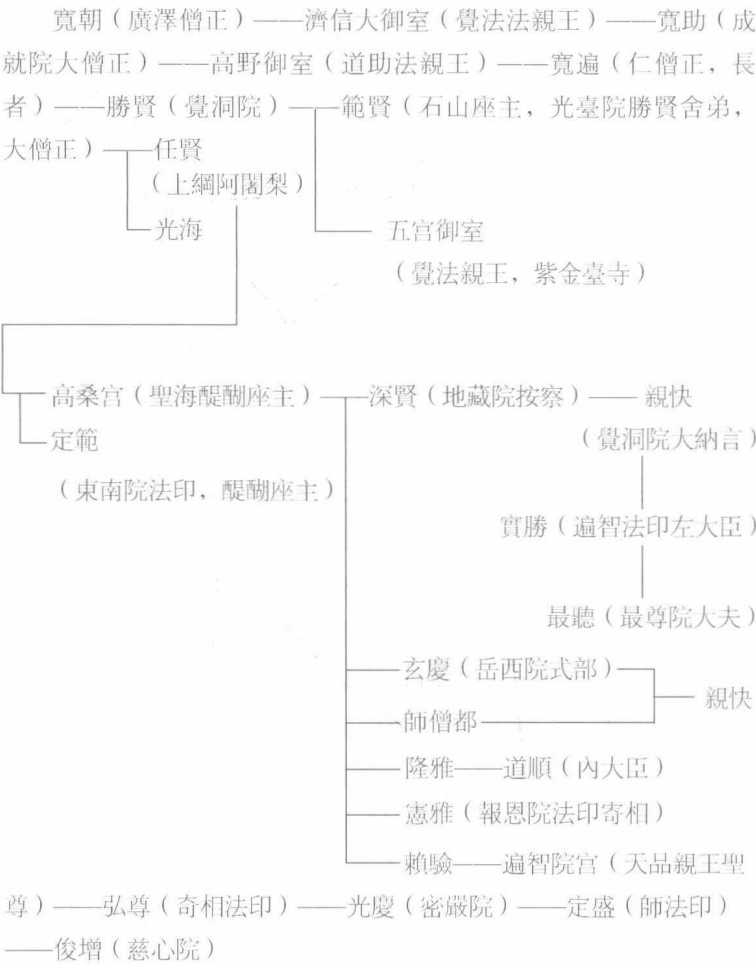 寬朝（廣澤僧正）——濟信大御室（覺法法親王）——寬助（成
就院大僧正）——高野御室（道助法親王）——寬遍（仁僧正，長
者）——勝賢（覺洞院）——範賢（石山座主，光臺院勝賢舍弟，
大僧正）——任賢
（上綱阿闍梨）
光海
五宫御室
（覺法親王，紫金臺寺）
高桑宫（聖海醍醐座主）——深賢（地藏院按察）——親快
定範
（覺洞院大納言）
（東南院法印，醍醐座主）
實勝（遍智法印左大臣）
最聽（最尊院大夫）
玄慶（岳西院式部）
親快
師僧都
隆雅——道順（內大臣）
憲雅（報恩院法印寄相）
賴驗——遍智院宫（天品親王聖
尊）——弘尊（奇相法印）——光慶（密嚴院）——定盛（師法印）
——俊增（慈心院）